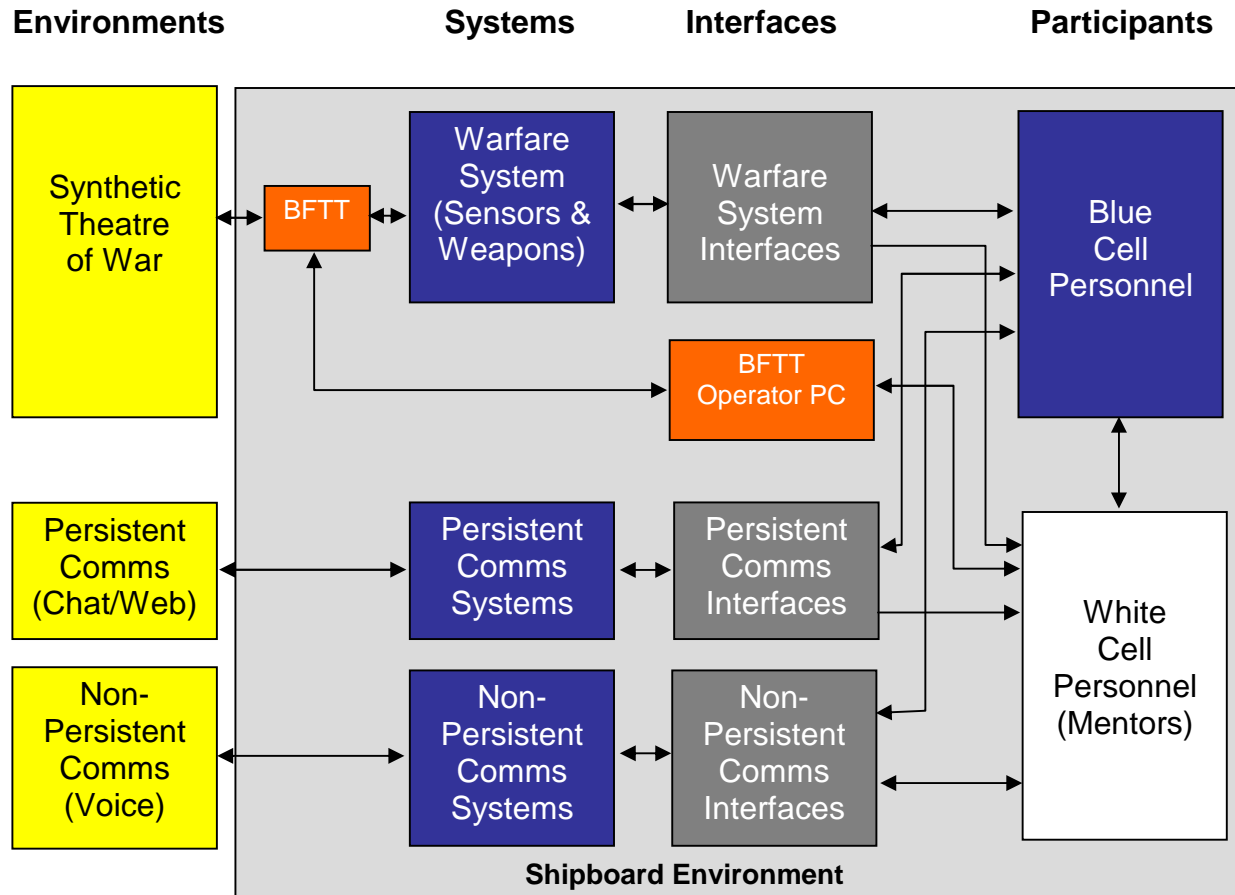 Environments
Systems
Interfaces
Participants
Synthetic
Theatre
of War
BFTT
Warfare
System
(Sensors &
Weapons)
Warfare
System
Interfaces
Blue
Cell
Personnel
BFTT
Operator PC
Persistent
Comms
(Chat/Web)
Persistent
Comms
Systems
Persistent
Comms
Interfaces
White
Cell
Personnel
(Mentors)
Non-
Persistent
Comms
(Voice)
Non-
Persistent
Comms
Systems
Non-
Persistent
Comms
Interfaces
Shipboard Environment